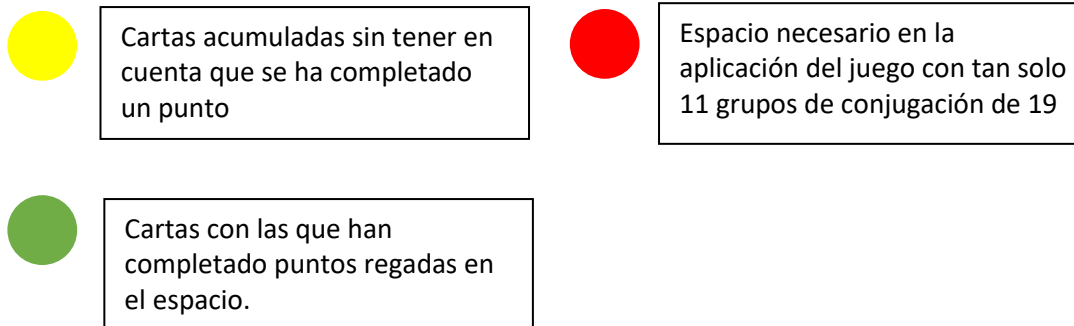 Cartas acumuladas sin tener en
cuenta que se ha completado
un punto
Espacio necesario en la
aplicación del juego con tan solo
11 grupos de conjugación de 19
Cartas con las que han
completado puntos regadas en
el espacio.